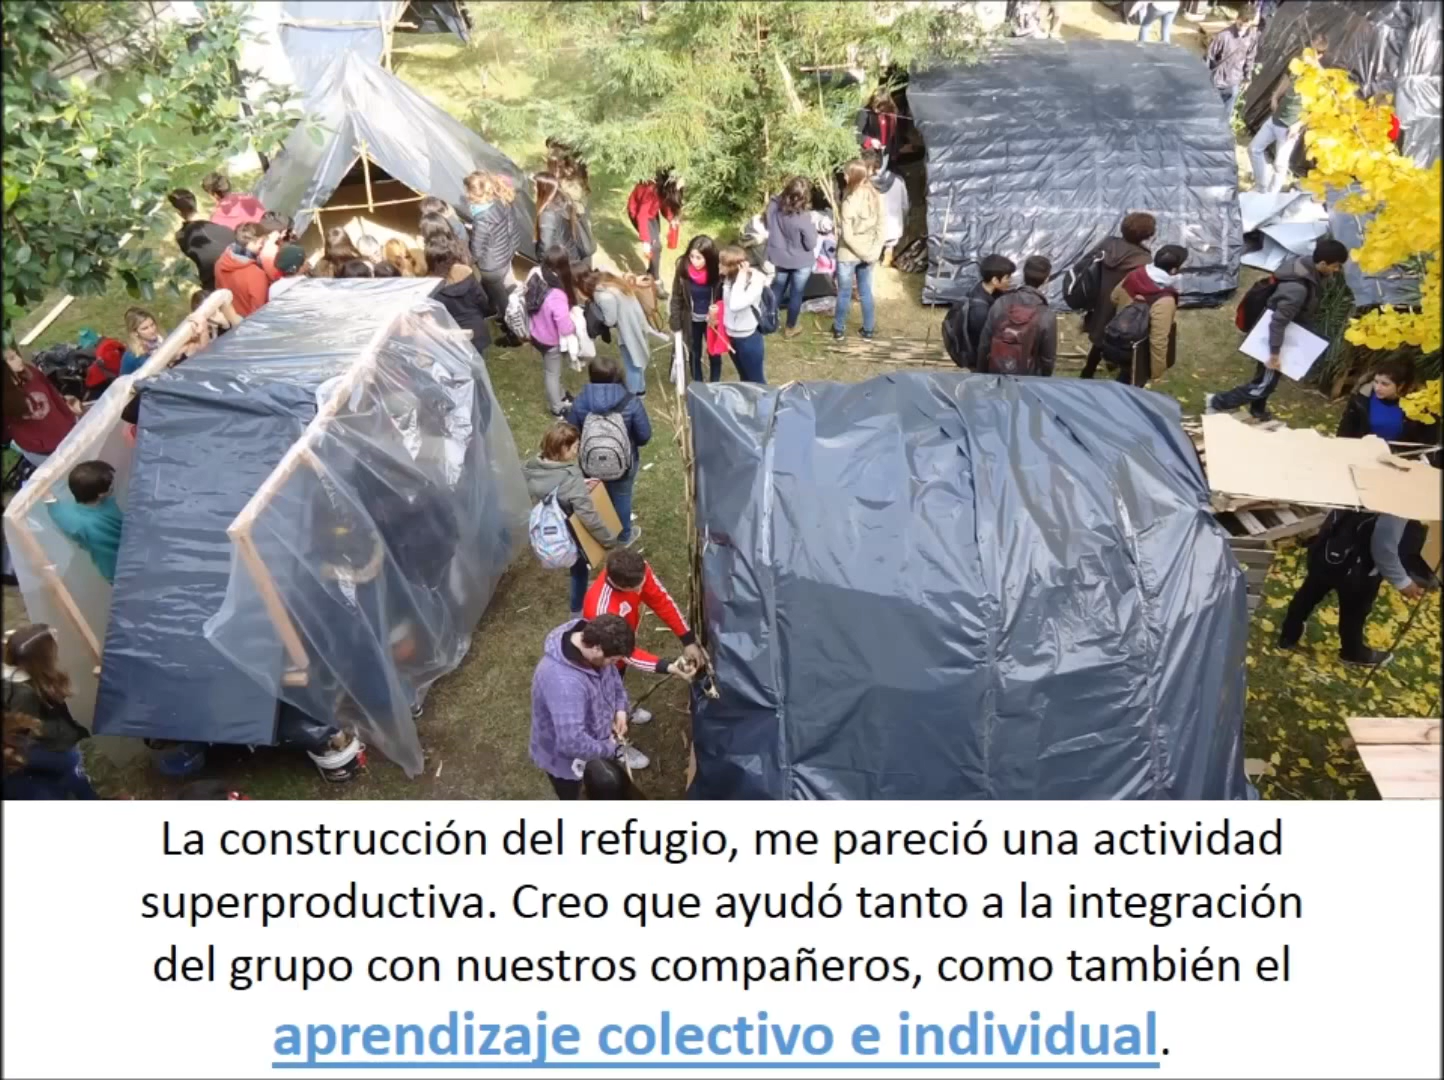 La construcción del refugio, me pareció una actividad
superproductiva. Creo que ayudó tanto a la integración
del grupo con nuestros compañeros, como también el
aprendizaje colectivo e individual.